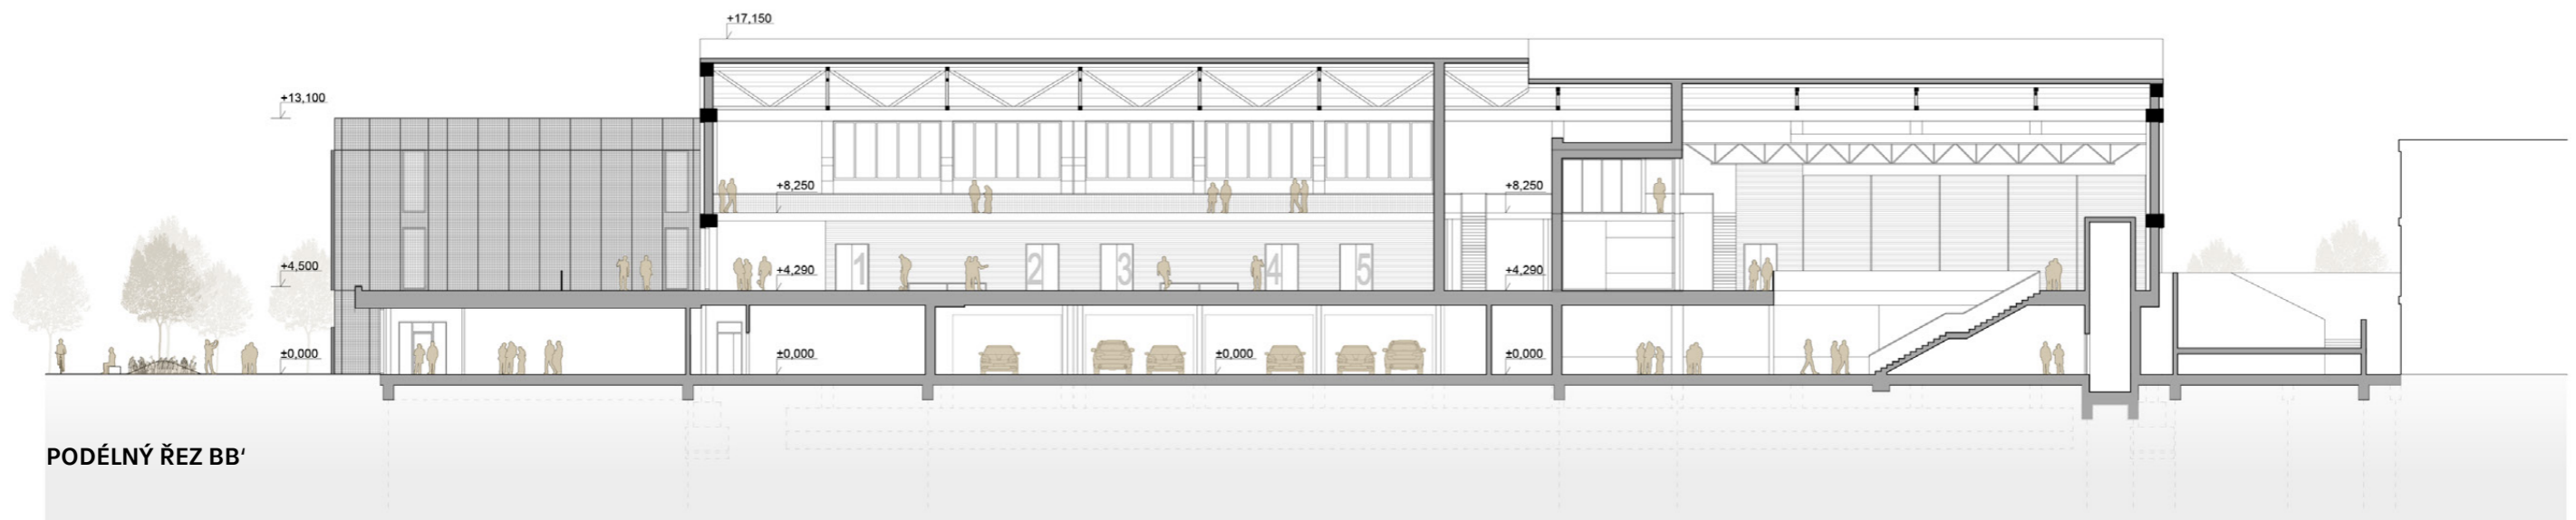 +17,150
+13,100
+8,250 +8,250
+4,500 +4,290 1 2 3 4 5 +4,290
±0,000 ±0,000 ±0,000 ±0,000
PODÉLNÝ ŘEZ BB‘